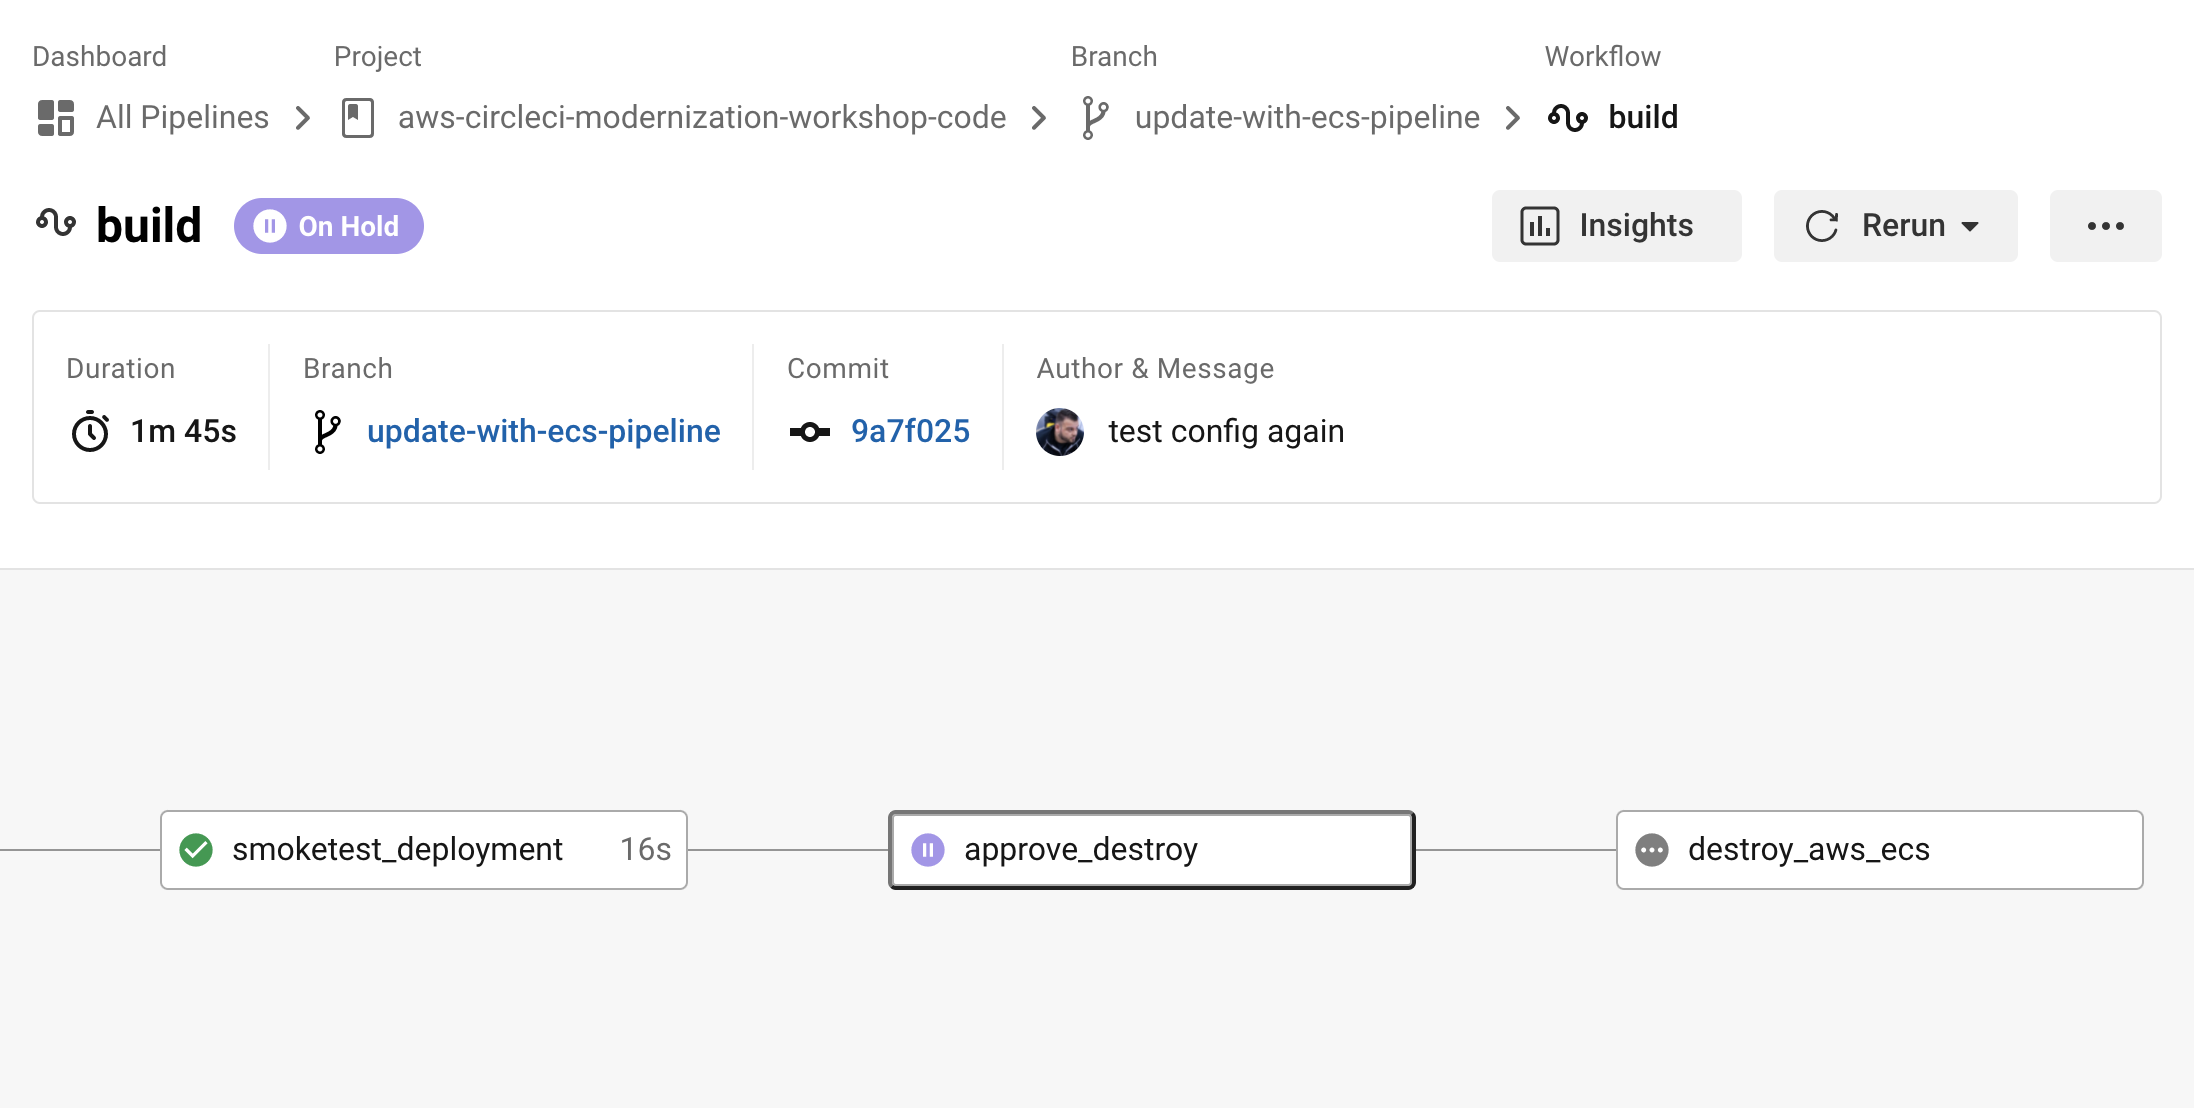 Dashboard Project Branch Workflow
All Pipelines aws-circleci-modernization-workshop-code update-with-ecs-pipeline build
build On Hold Insights Rerun
Duration Branch Commit Author & Message
1m 45s update-with-ecs-pipeline 9a7f025 test config again
smoketest_deployment 16s approve_destroy destroy_aws_ecs